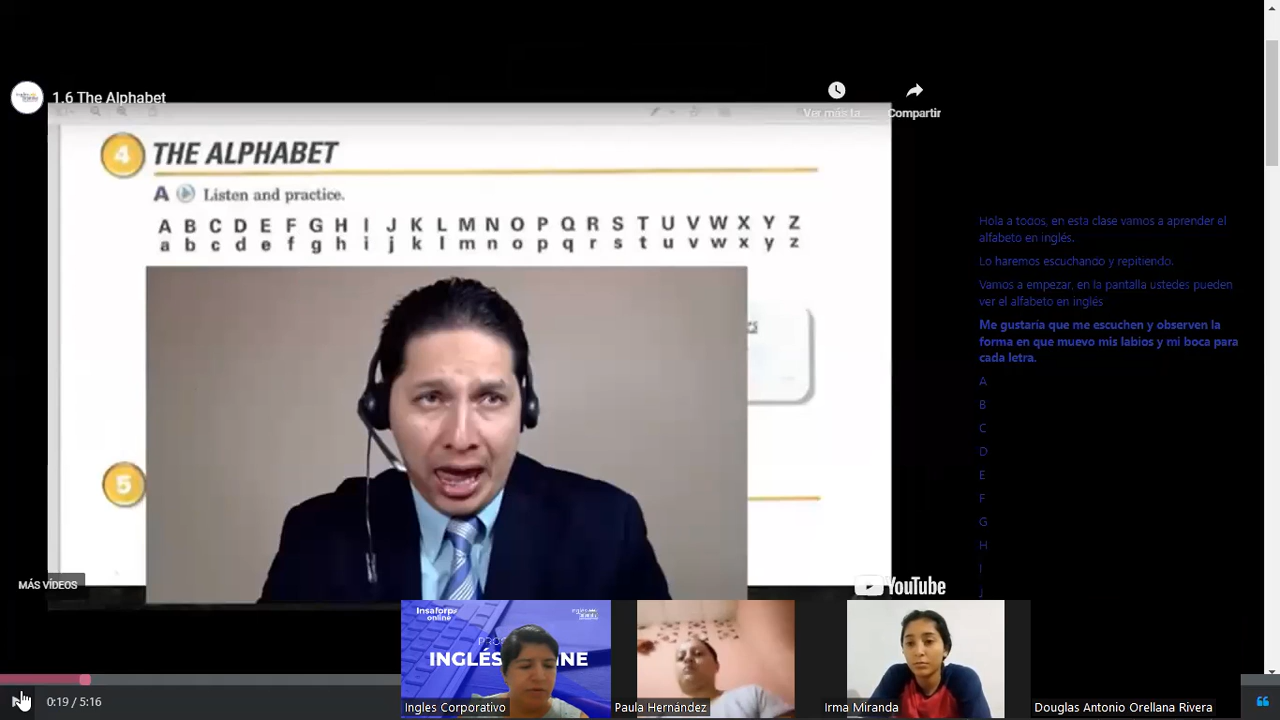 1.6 The Alphabet
Ver más ta...
Compartir
4 THE ALPHABET
A Listen and practice.
A B C D E F G H I J K L M N O P Q R S T U V W X Y Z
a b c d e f g h i j k l m n o p q r s t u v w x y z
5
MÁS VÍDEOS
YouTube
Hola a todos, en esta clase vamos a aprender el
alfabeto en inglés.
Lo haremos escuchando y repitiendo.
Vamos a empezar, en la pantalla ustedes pueden
ver el alfabeto en inglés
Me gustaría que me escuchen y observen la
forma en que muevo mis labios y mi boca para
cada letra.
A
B
C
D
E
F
G
H
I
J
0:19 / 5:16
Insaforp
online
Ingles Corporativo
Paula Hernández
Irma Miranda
Douglas Antonio Orellana Rivera